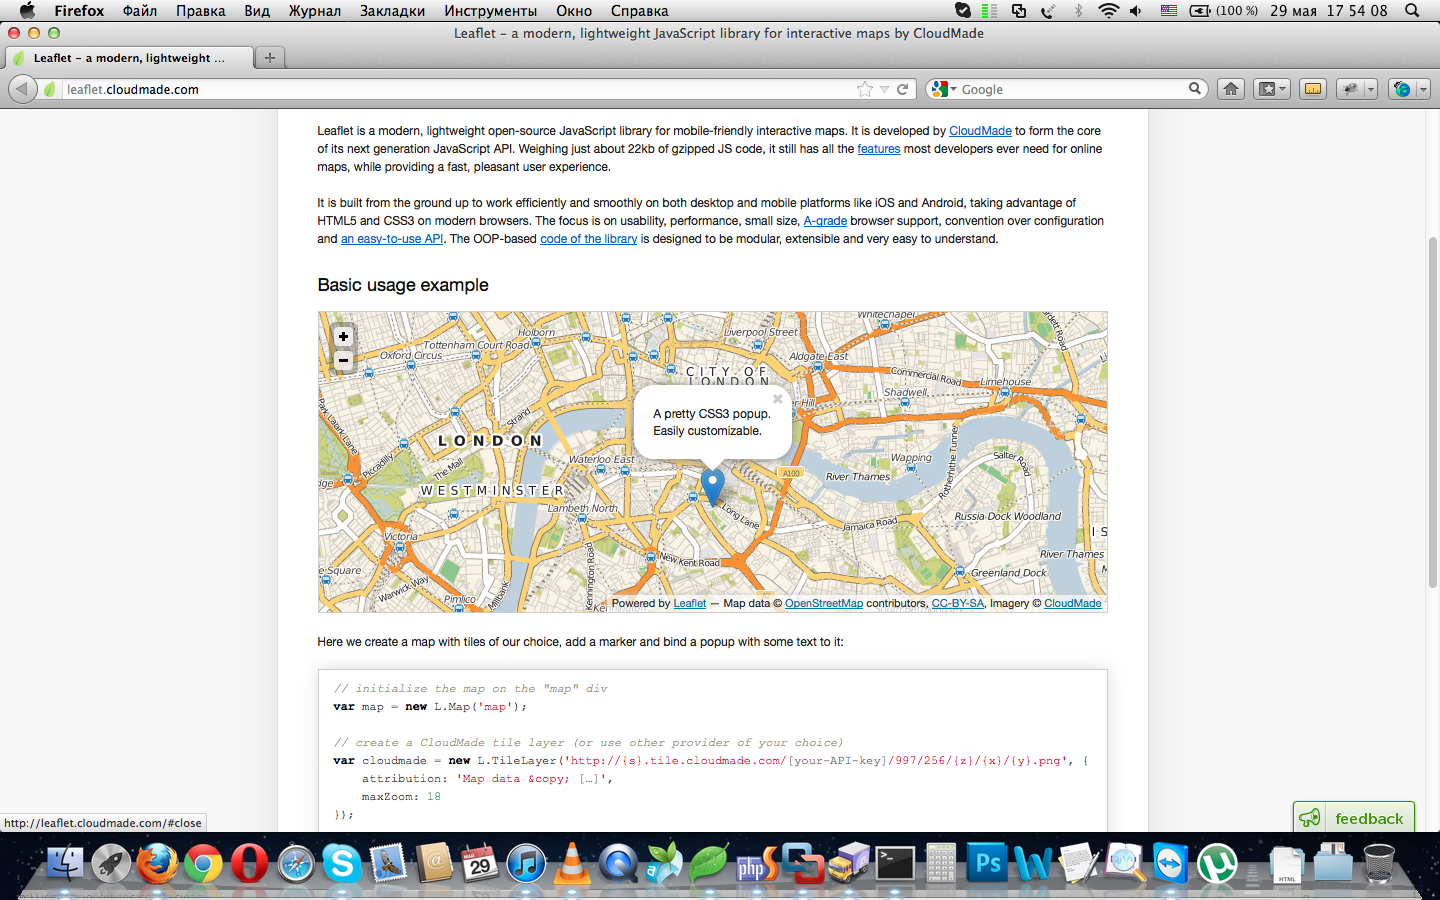 Firefox Файл Правка Вид Журнал Закладки Инструменты Окно Справка (100 %) 29 мая 17 54 08
Leaflet – a modern, lightweight JavaScript library for interactive maps by CloudMade
Leaflet – a modern, lightweight ...
leaflet.cloudmade.com
Google
Leaflet is a modern, lightweight open-source JavaScript library for mobile-friendly interactive maps. It is developed by CloudMade to form the core
of its next generation JavaScript API. Weighing just about 22kb of gzipped JS code, it still has all the features most developers ever need for online
maps, while providing a fast, pleasant user experience.
It is built from the ground up to work efficiently and smoothly on both desktop and mobile platforms like iOS and Android, taking advantage of
HTML5 and CSS3 on modern browsers. The focus is on usability, performance, small size, A-grade browser support, convention over configuration
and an easy-to-use API. The OOP-based code of the library is designed to be modular, extensible and very easy to understand.
Basic usage example
+
−
Whitechapel
Holborn
Liverpool Street
Tottenham Court Road
Oxford Circus
Aldgate East
CITY OF
LONDON
Commercial Road
Limehouse
Shadwell
A pretty CSS3 popup.
Easily customizable.
Strand
LONDON
Piccadilly
The Mall
Waterloo East
Wapping
Salter Road
Rotherhithe Tunnel
River Thames
A100
WESTMINSTER
Lambeth North
Long Lane
Jamaica Road
Russia Dock Woodland
Victoria
New Kent Road
River Thames
Greenland Dock
Kennington Road
Warwick Way
Pimlico
Millbank
Powered by Leaflet — Map data © OpenStreetMap contributors, CC-BY-SA, Imagery © CloudMade
Here we create a map with tiles of our choice, add a marker and bind a popup with some text to it:
// initialize the map on the "map" div
var map = new L.Map('map');
// create a CloudMade tile layer (or use other provider of your choice)
var cloudmade = new L.TileLayer('http://{s}.tile.cloudmade.com/[your-API-key]/997/256/{z}/{x}/{y}.png', {
attribution: 'Map data &copy; […]',
maxZoom: 18
});
http://leaflet.cloudmade.com/#close
feedback
MAR
29
php
Ps
HTML